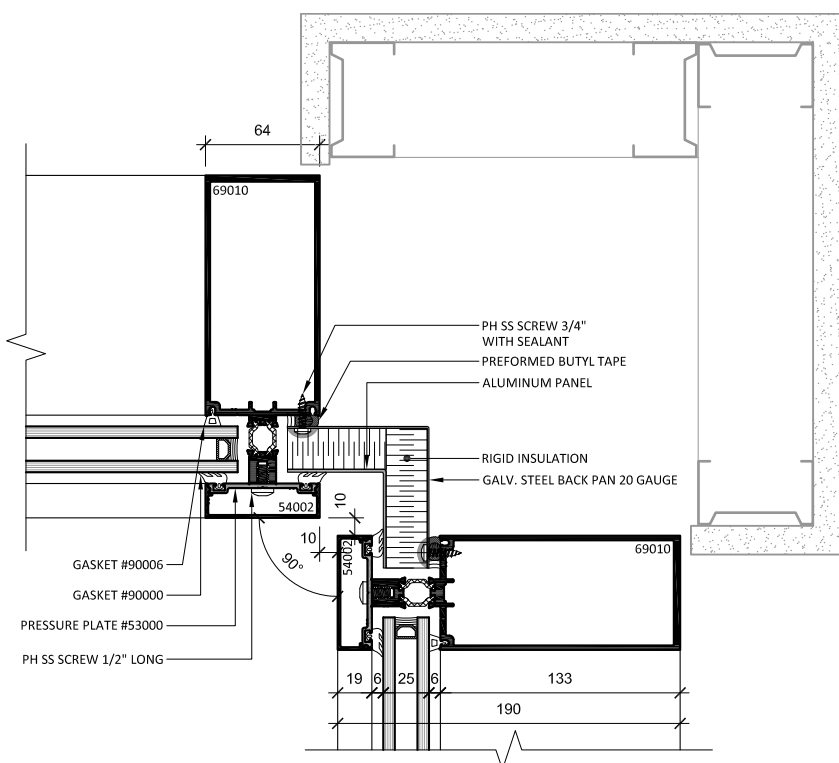 64
69010
PH SS SCREW 3/4"
WITH SEALANT
PREFORMED BUTYL TAPE
ALUMINUM PANEL
RIGID INSULATION
GALV. STEEL BACK PAN 20 GAUGE
54002
10
10
54002
69010
90°
GASKET #90006
GASKET #90000
PRESSURE PLATE #53000
PH SS SCREW 1/2" LONG
19 6 25 6 133
190